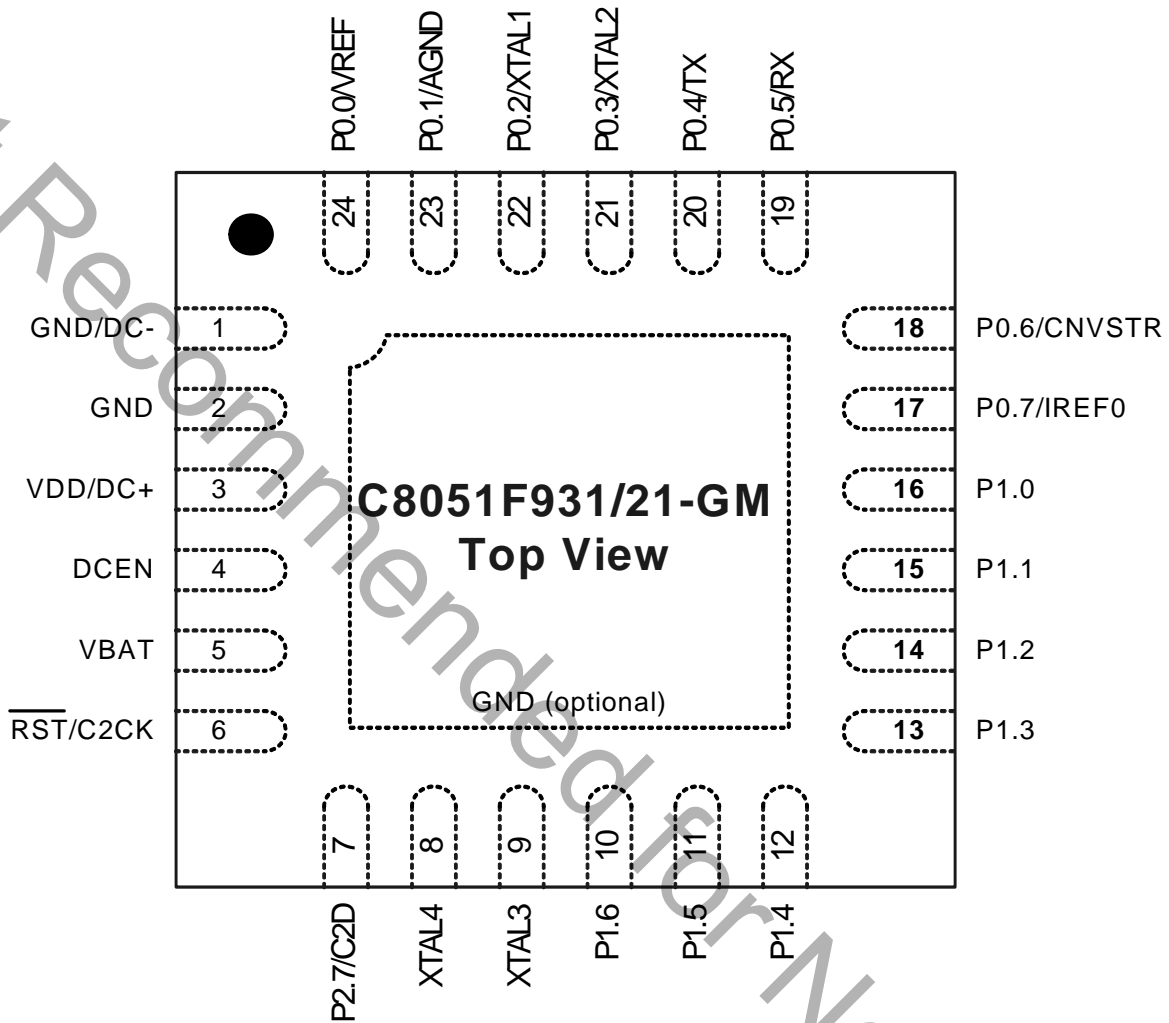 P0.0/VREF
P0.1/AGND
P0.2/XTAL1
P0.3/XTAL2
P0.4/TX
P0.5/RX
24
23
22
21
20
19
GND/DC- 1
GND 2
VDD/DC+ 3
DCEN 4
VBAT 5
RST/C2CK 6
18 P0.6/CNVSTR
17 P0.7/IREF0
16 P1.0
15 P1.1
14 P1.2
13 P1.3
C8051F931/21-GM
Top View
GND (optional)
7
8
9
10
11
12
P2.7/C2D
XTAL4
XTAL3
P1.6
P1.5
P1.4
Recommended for